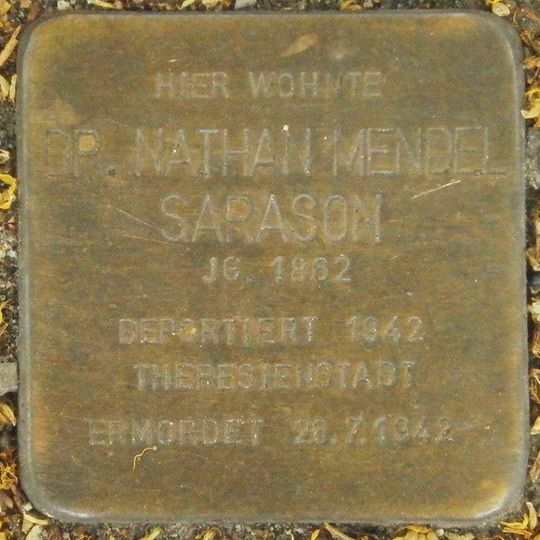 HIER WOHNTE
DR. NATHAN MENDEL
SARASON
JG. 1862
DEPORTIERT 1942
THERESIENSTADT
ERMORDET 28.7.1942